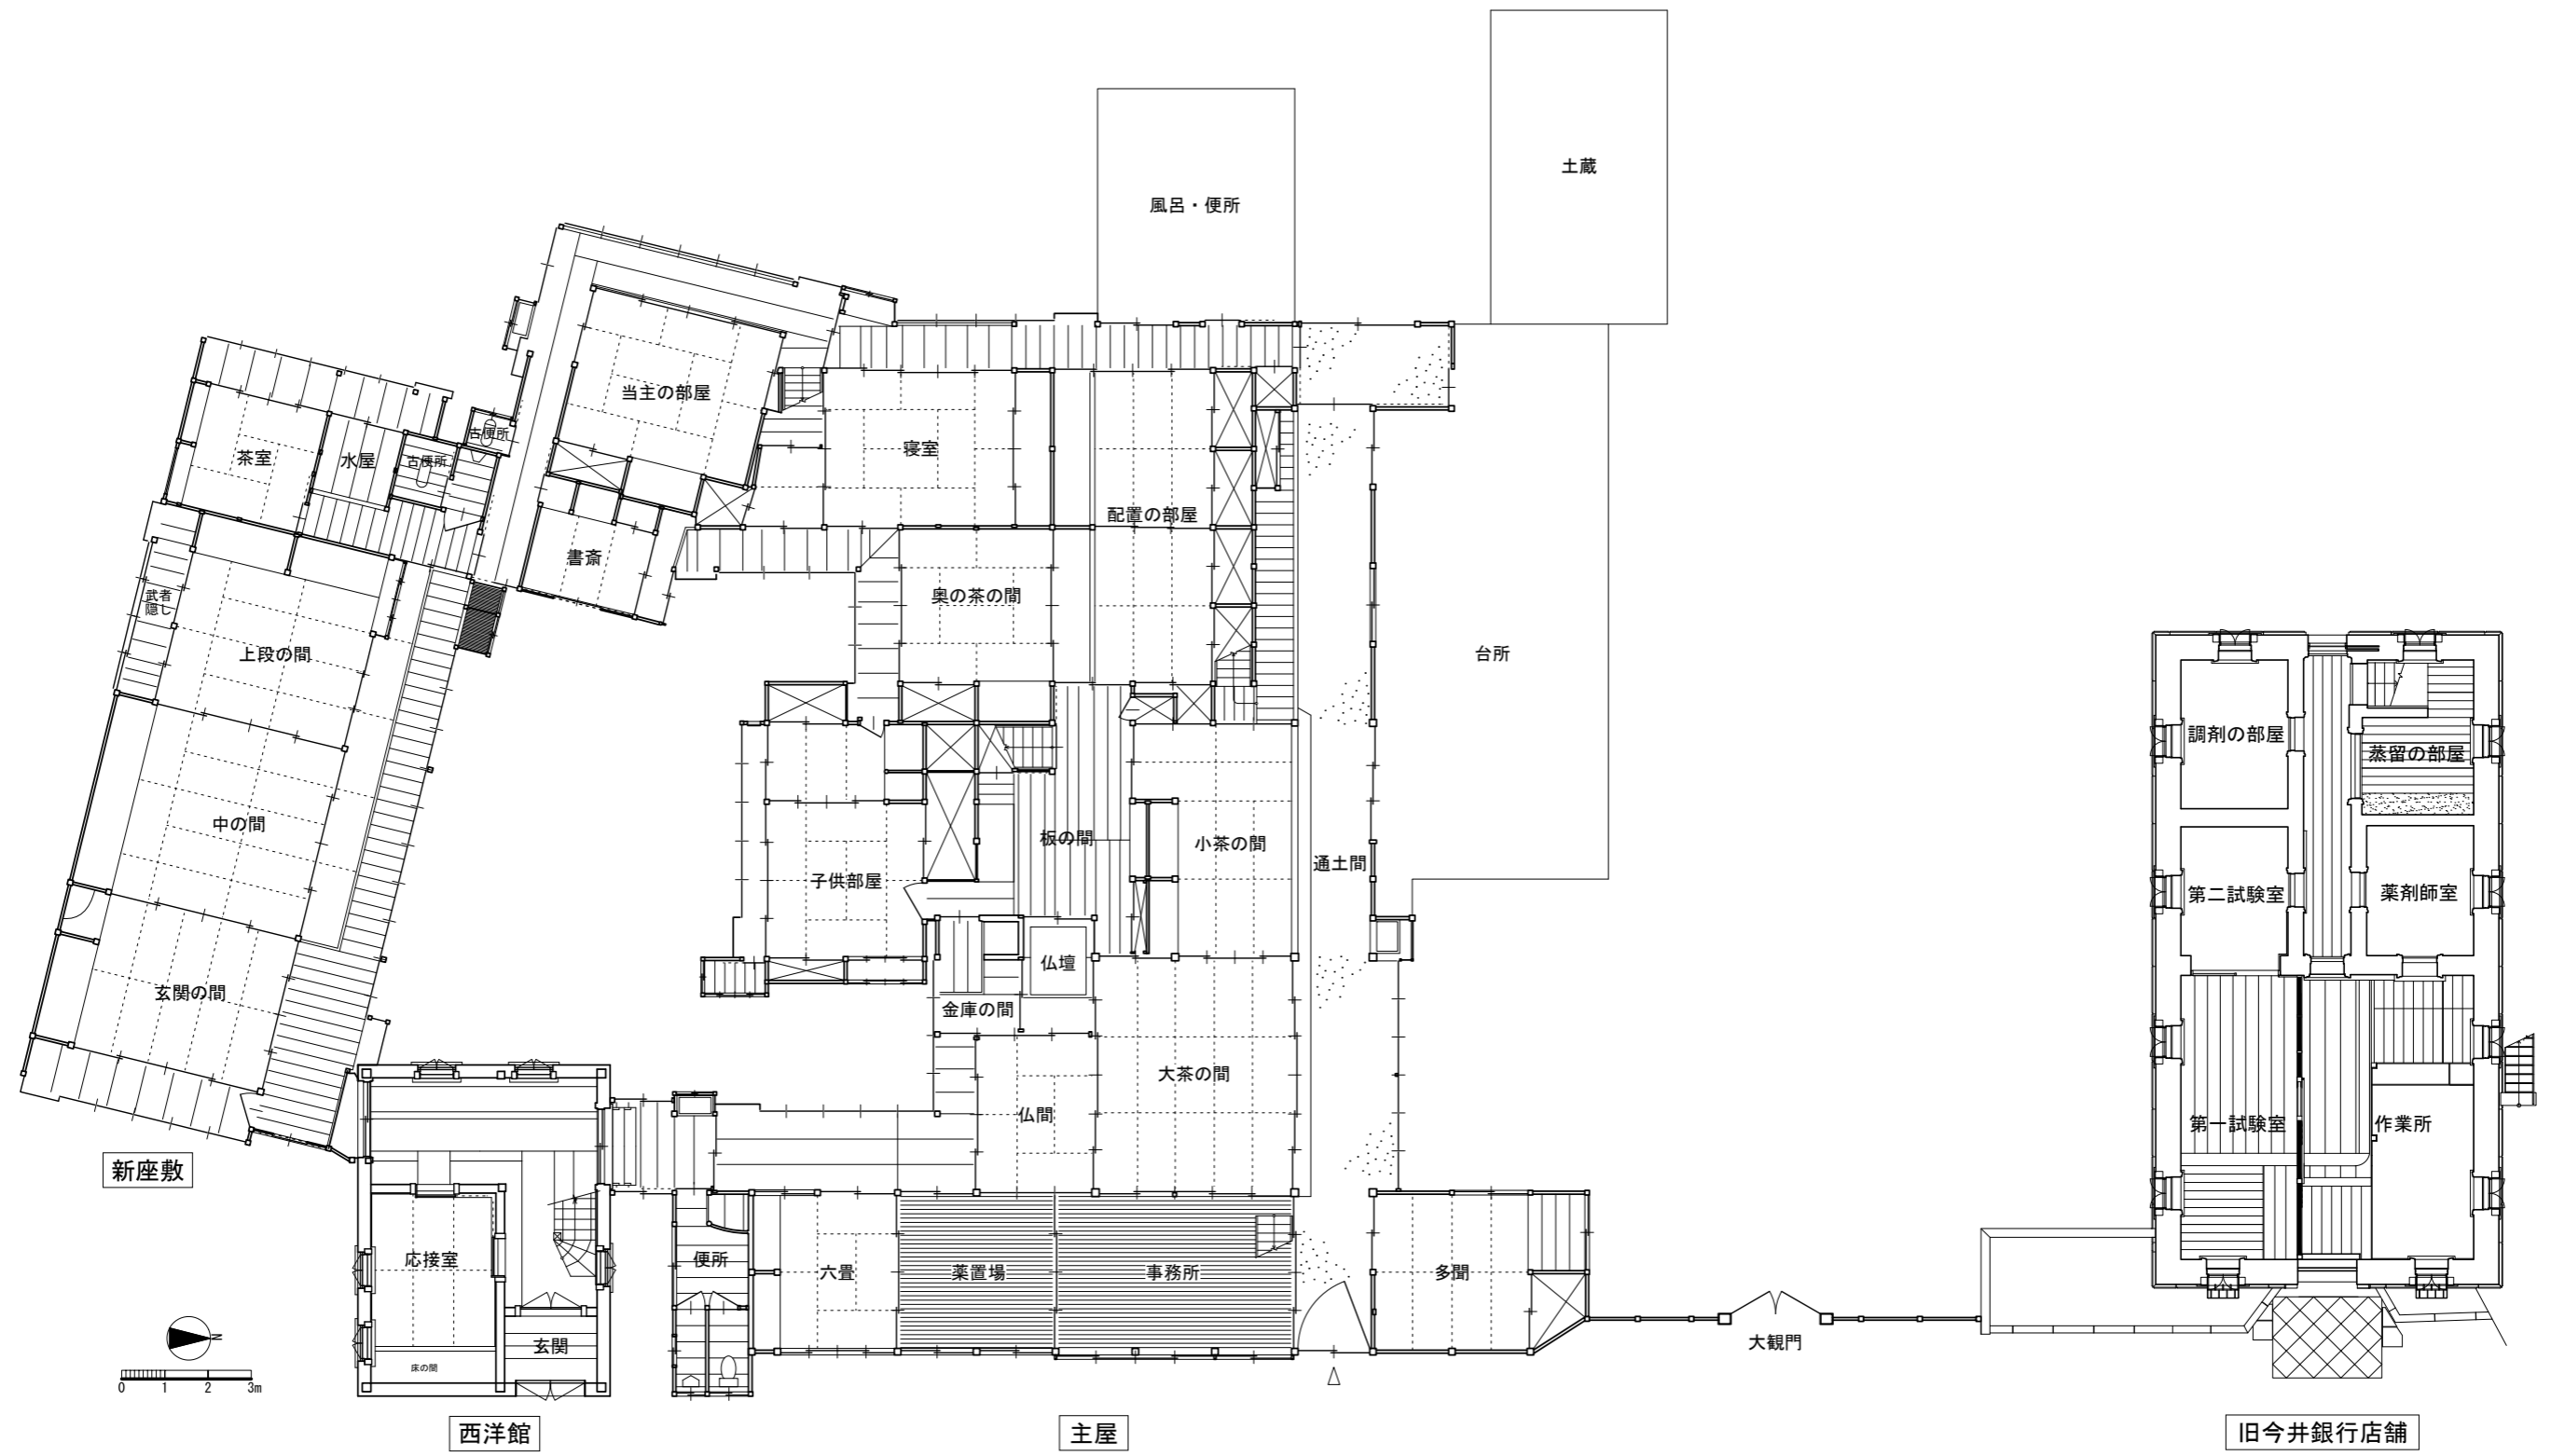 土蔵
風呂・便所
当主の部屋
古便所
茶室
水屋
古便所
寝室
配置の部屋
書斎
武者
隠し
奥の茶の間
上段の間
台所
調剤の部屋
蒸留の部屋
中の間
板の間
小茶の間
通土間
子供部屋
第二試験室
薬剤師室
仏壇
玄関の間
金庫の間
大茶の間
仏間
第一試験室
作業所
新座敷
応接室
便所
六畳
薬置場
事務所
多聞
N
玄関
大観門
床の間
0 1 2 3m
西洋館
主屋
旧今井銀行店舗